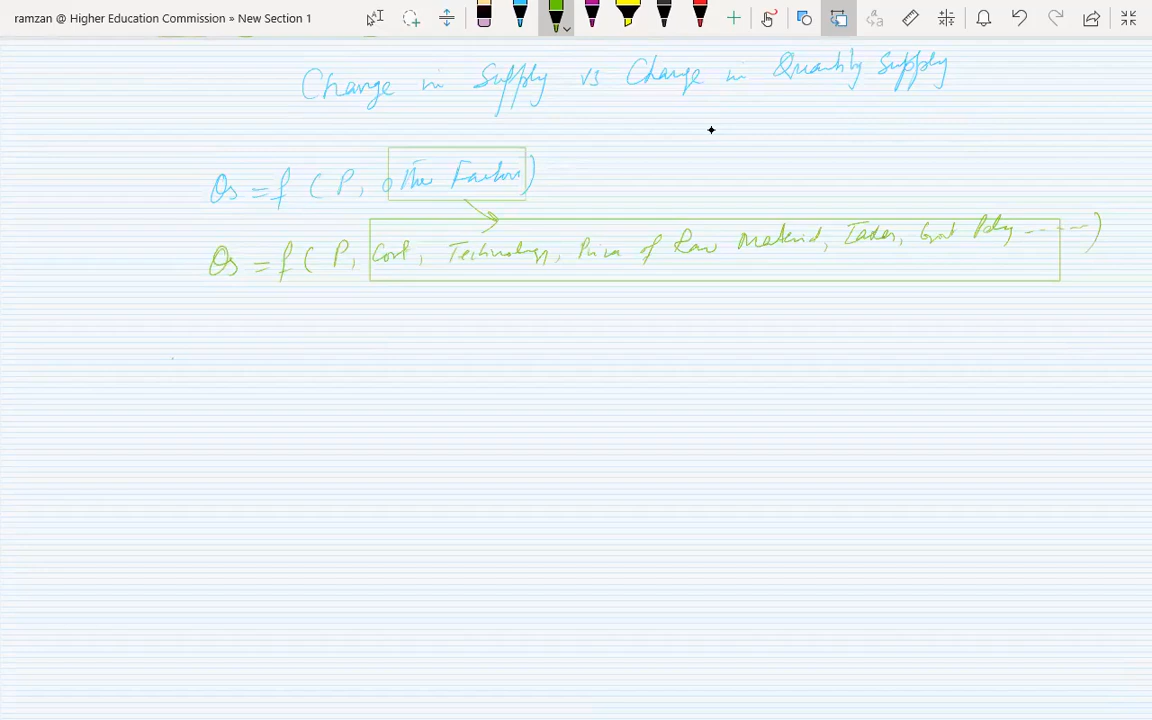 ramzan @ Higher Education Commission » New Section 1
Change in Supply vs Change in Quantity Supply
Qs = f ( P, other Factors)
Qs = f ( P, Cost, Technology, Price of Raw Material, Taxes, Govt Policy ------)